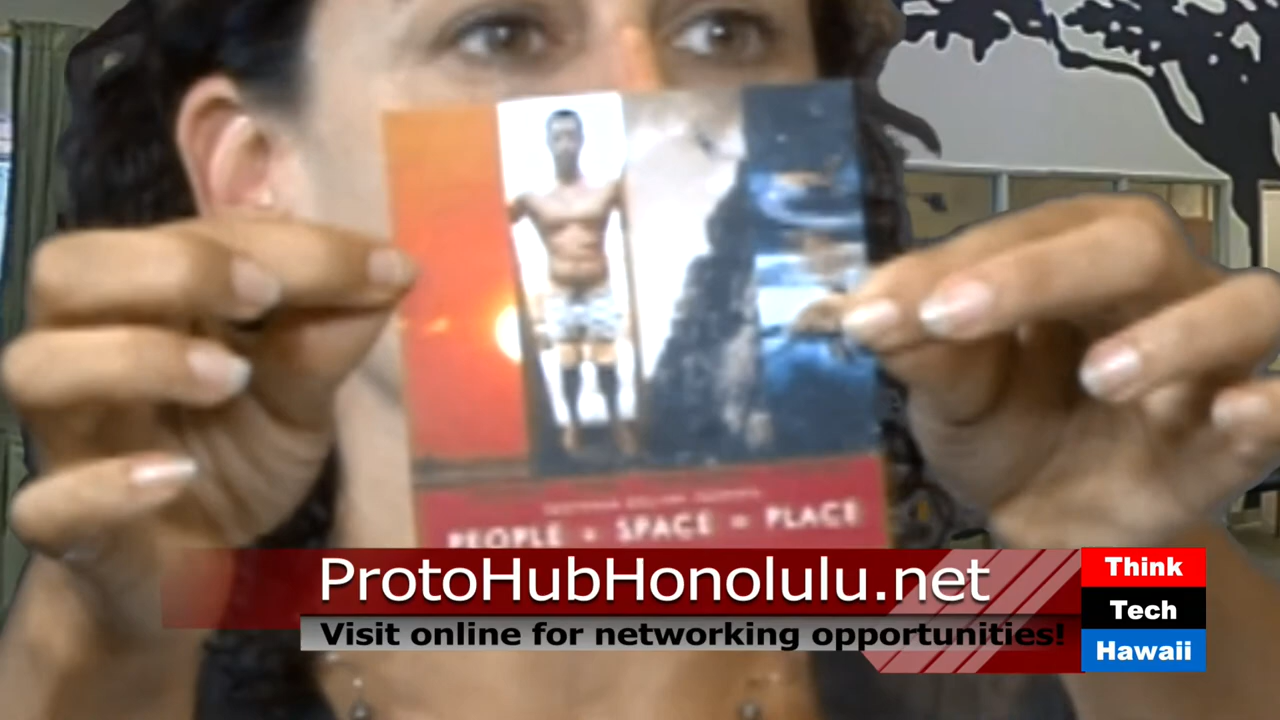 PEOPLE + SPACE = PLACE
ProtoHubHonolulu.net
Visit online for networking opportunities!
Think
Tech
Hawaii